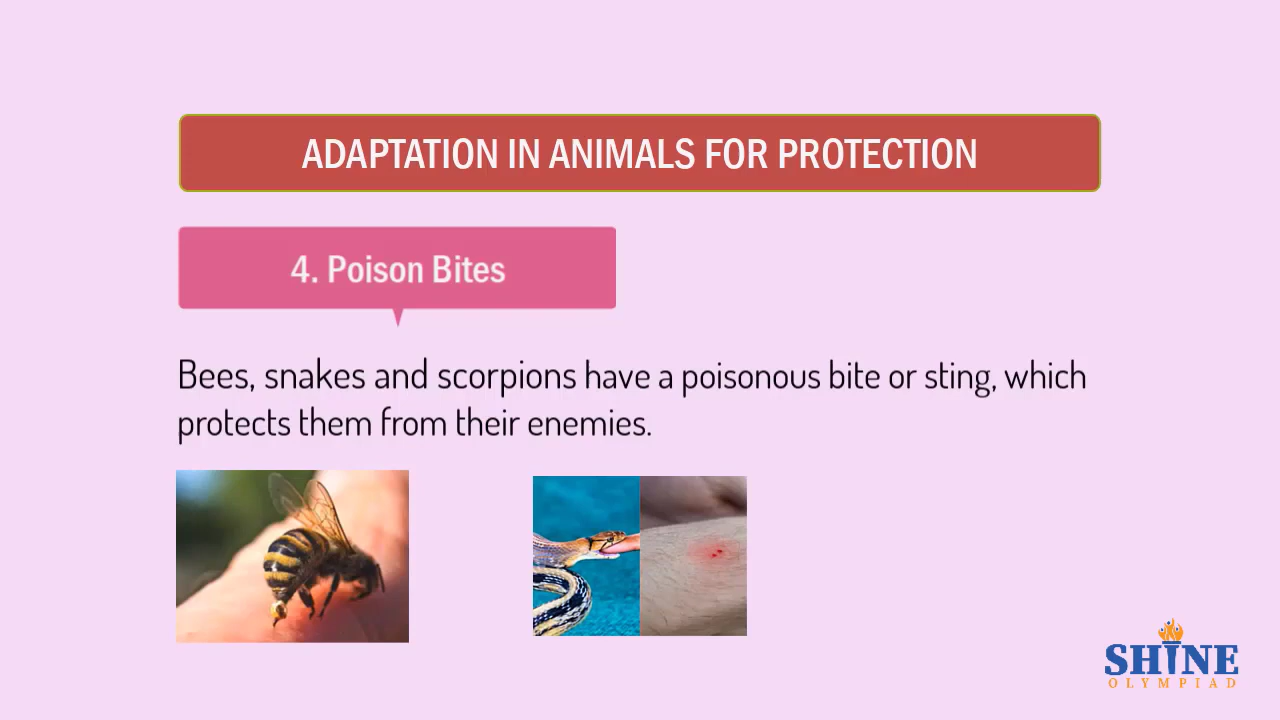 ADAPTATION IN ANIMALS FOR PROTECTION
4. Poison Bites
Bees, snakes and scorpions have a poisonous bite or sting, which
protects them from their enemies.
SHINE
OLYMPIAD